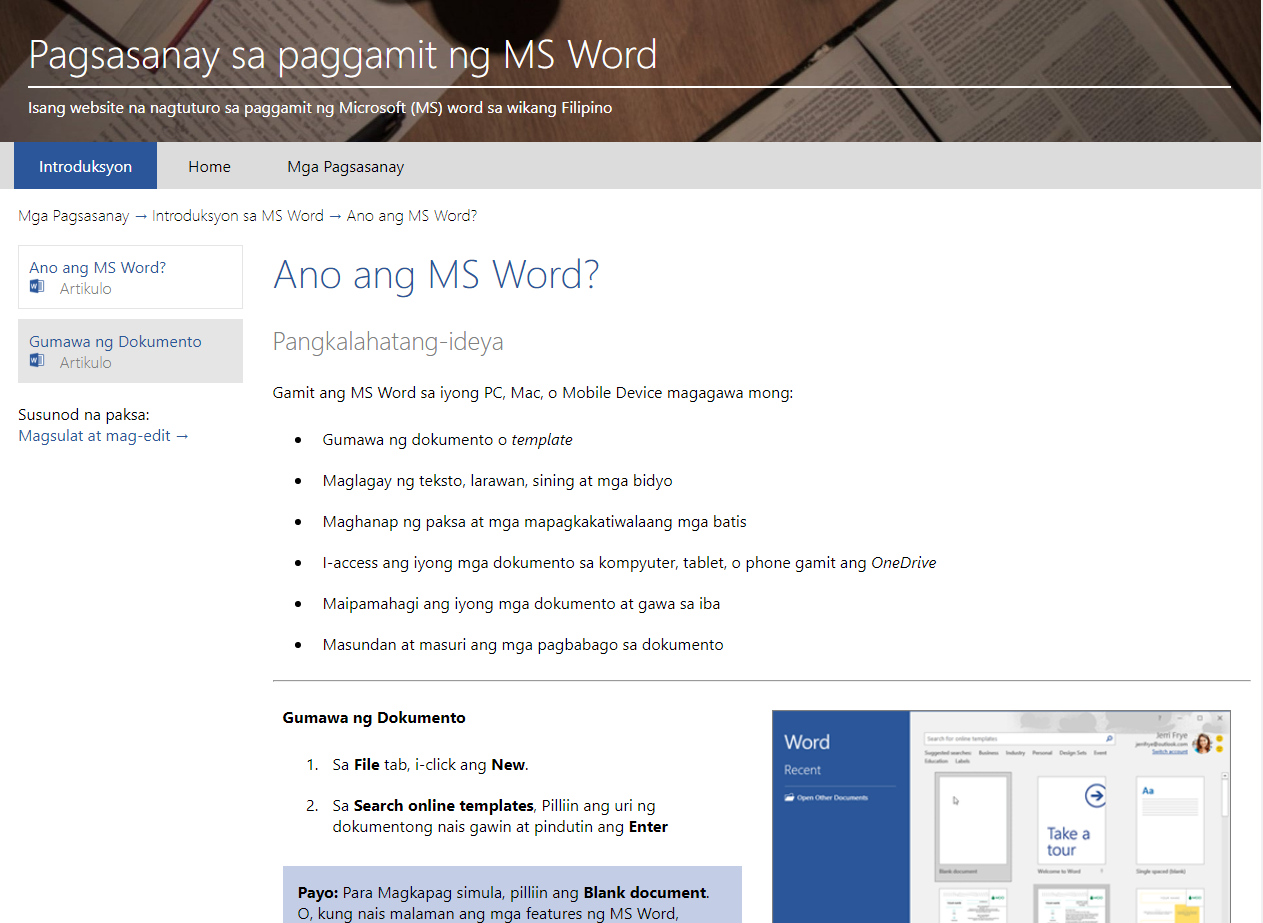 Pagsasanay sa paggamit ng MS Word
Isang website na nagtuturo sa paggamit ng Microsoft (MS) word sa wikang Filipino
Introduksyon
Home
Mga Pagsasanay
Mga Pagsasanay → Introduksyon sa MS Word → Ano ang MS Word?
Ano ang MS Word?
Artikulo
Gumawa ng Dokumento
Artikulo
Susunod na paksa:
Magsulat at mag-edit →
Ano ang MS Word?
Pangkalahatang-ideya
Gamit ang MS Word sa iyong PC, Mac, o Mobile Device magagawa mong:
• Gumawa ng dokumento o template
• Maglagay ng teksto, larawan, sining at mga bidyo
• Maghanap ng paksa at mga mapagkakatiwalaang mga batis
• I-access ang iyong mga dokumento sa kompyuter, tablet, o phone gamit ang OneDrive
• Maipamahagi ang iyong mga dokumento at gawa sa iba
• Masundan at masuri ang mga pagbabago sa dokumento
Gumawa ng Dokumento
1. Sa File tab, i-click ang New.
2. Sa Search online templates, Pilliin ang uri ng
dokumentong nais gawin at pindutin ang Enter
Payo: Para Magkapag simula, pilliin ang Blank document.
O, kung nais malaman ang mga features ng MS Word,
Word
Recent
Open Other Documents
Search for online templates
Suggested searches: Business Industry Personal Design Sets Event
Education Labels
Jerri Frye
jerrifrye@outlook.com
Switch account
Blank document
Take a
tour
Welcome to Word
Aa
Single spaced (blank)